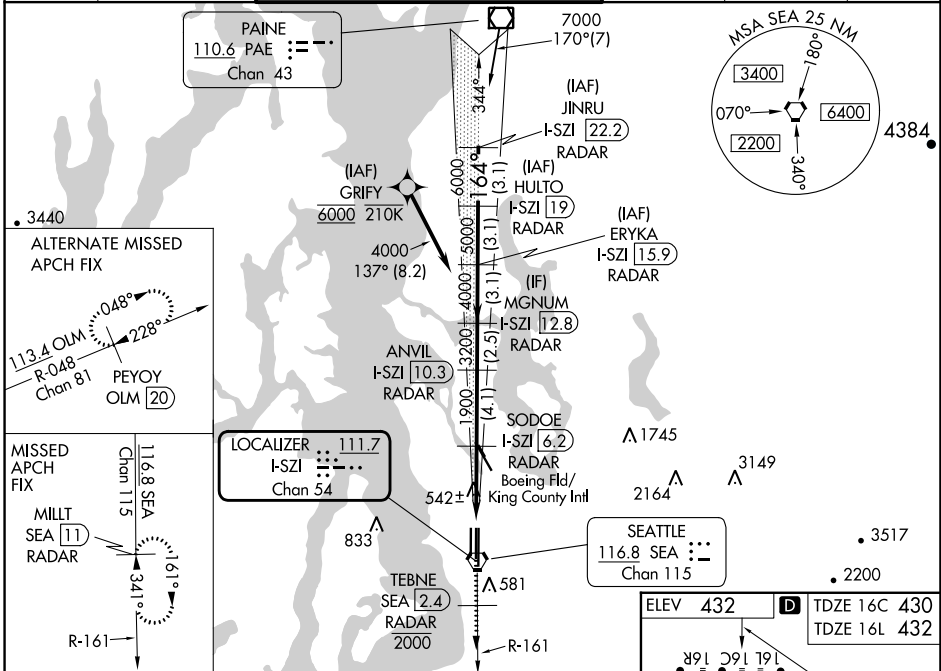 PAINE
110.6 PAE
Chan 43
7000
170°(7)
344°
MSA SEA 25 NM
180°
3400
070°
6400
2200
340°
4384
(IAF)
JINRU
I-SZI 22.2
RADAR
6000
164°
(3.1)
(IAF)
HULTO
I-SZI 19
RADAR
(IAF)
GRIFY
6000 210K
4000
137° (8.2)
5000
(3.1)
(IAF)
ERYKA
I-SZI 15.9
RADAR
4000
(3.1)
(IF)
MGNUM
I-SZI 12.8
RADAR
3200
(2.5)
ANVIL
I-SZI 10.3
RADAR
1900
(4.1)
SODOE
I-SZI 6.2
RADAR
Boeing Fld/
King County Intl
3440
ALTERNATE MISSED
APCH FIX
048°
228°
113.4 OLM
R-048
Chan 81
PEYOY
OLM 20
MISSED
APCH
FIX
116.8 SEA
Chan 115
MILLT
SEA 11
RADAR
161°
341°
R-161
LOCALIZER 111.7
I-SZI
Chan 54
542±
833
1745
3149
2164
3517
2200
SEATTLE
116.8 SEA
Chan 115
581
TEBNE
SEA 2.4
RADAR
2000
R-161
ELEV 432
D
TDZE 16C 430
TDZE 16L 432
16R
16C
16L